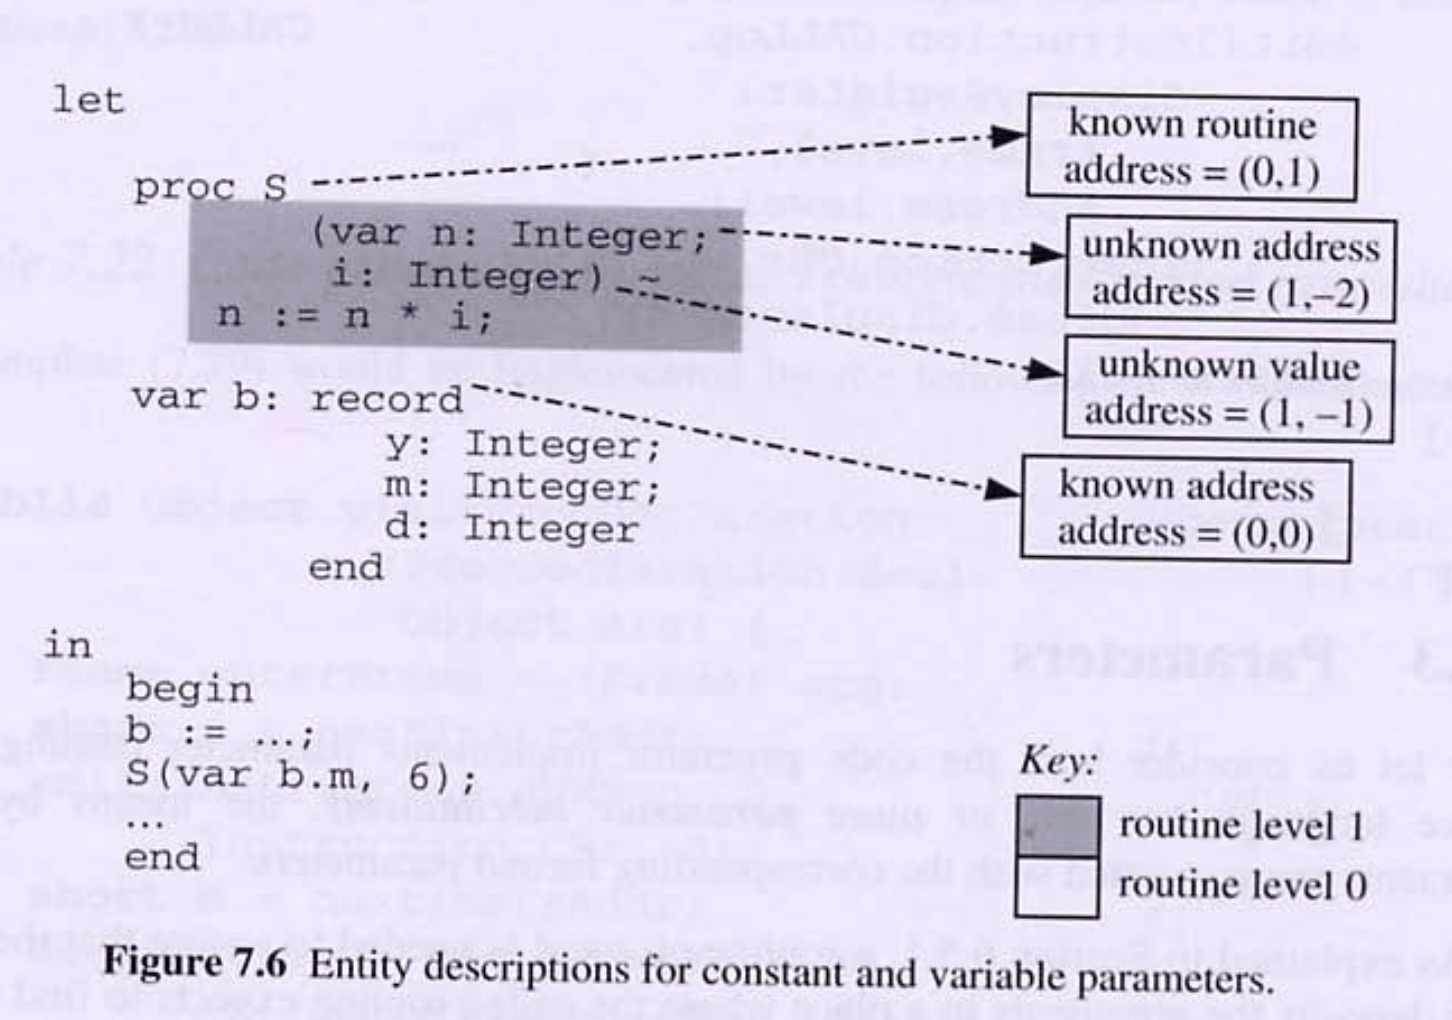 let
proc S
(var n: Integer;
i: Integer) ~
n := n * i;
var b: record
y: Integer;
m: Integer;
d: Integer
end
in
begin
b := ...;
S(var b.m, 6);
...
end
known routine
address = (0,1)
unknown address
address = (1,–2)
unknown value
address = (1, –1)
known address
address = (0,0)
Key:
routine level 1
routine level 0
Figure 7.6 Entity descriptions for constant and variable parameters.